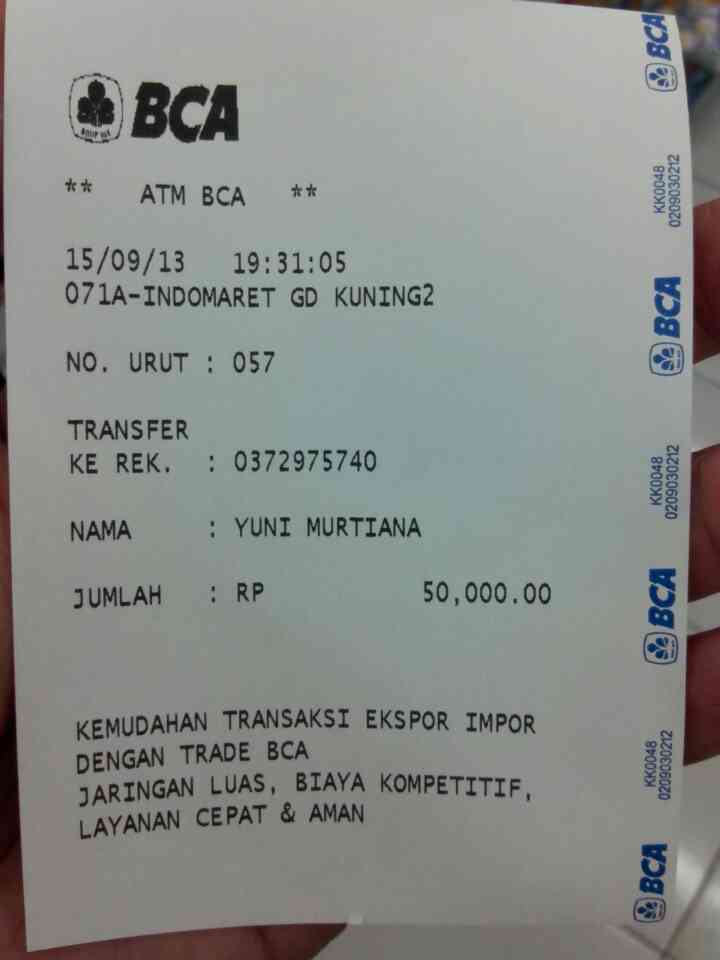 BCA
** ATM BCA **
15/09/13 19:31:05
071A-INDOMARET GD KUNING2
NO. URUT : 057
TRANSFER
KE REK. : 0372975740
NAMA : YUNI MURTIANA
JUMLAH : RP 50,000.00
KEMUDAHAN TRANSAKSI EKSPOR IMPOR
DENGAN TRADE BCA
JARINGAN LUAS, BIAYA KOMPETITIF,
LAYANAN CEPAT & AMAN
BCA
KK0048
0209030212
BCA
KK0048
0209030212
BCA
KK0048
0209030212
BCA